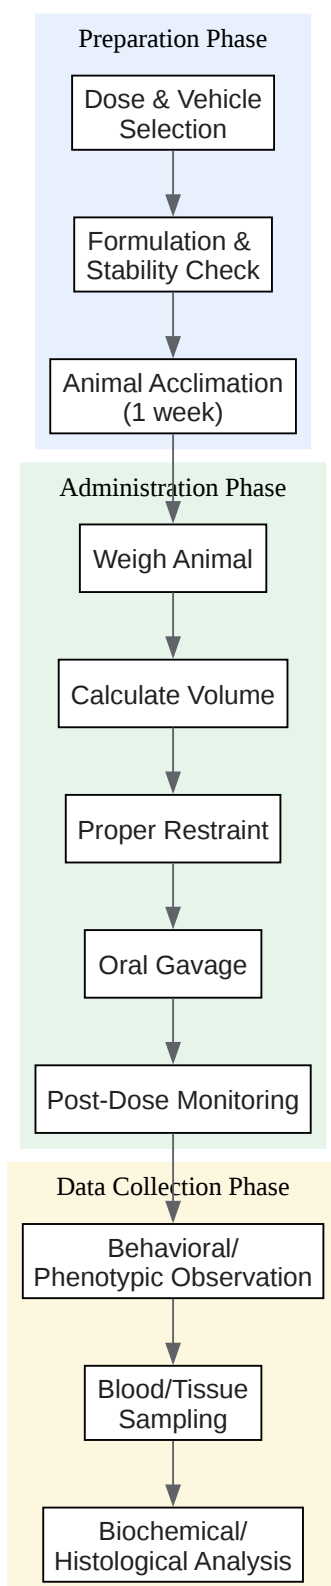 Preparation Phase
Dose & Vehicle
Selection
Formulation &
Stability Check
Animal Acclimation
(1 week)
Administration Phase
Weigh Animal
Calculate Volume
Proper Restraint
Oral Gavage
Post-Dose Monitoring
Data Collection Phase
Behavioral/
Phenotypic Observation
Blood/Tissue
Sampling
Biochemical/
Histological Analysis